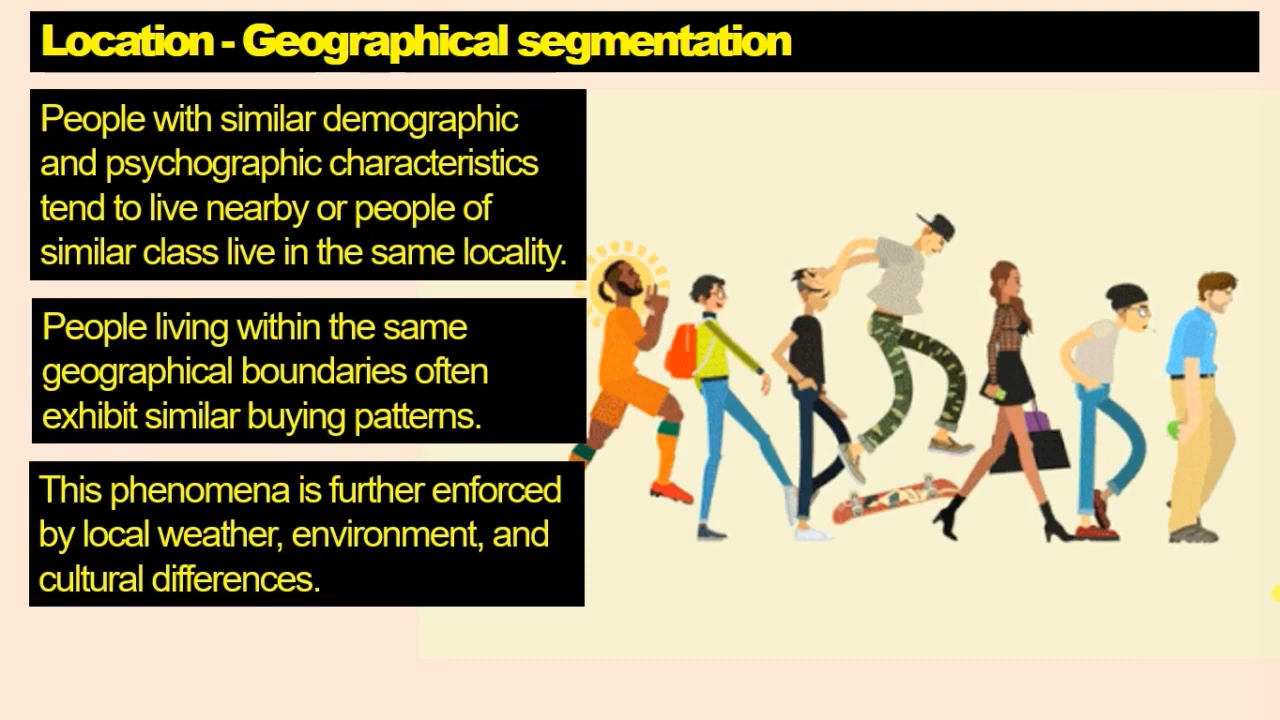 Location - Geographical segmentation
People with similar demographic
and psychographic characteristics
tend to live nearby or people of
similar class live in the same locality.
People living within the same
geographical boundaries often
exhibit similar buying patterns.
This phenomena is further enforced
by local weather, environment, and
cultural differences.